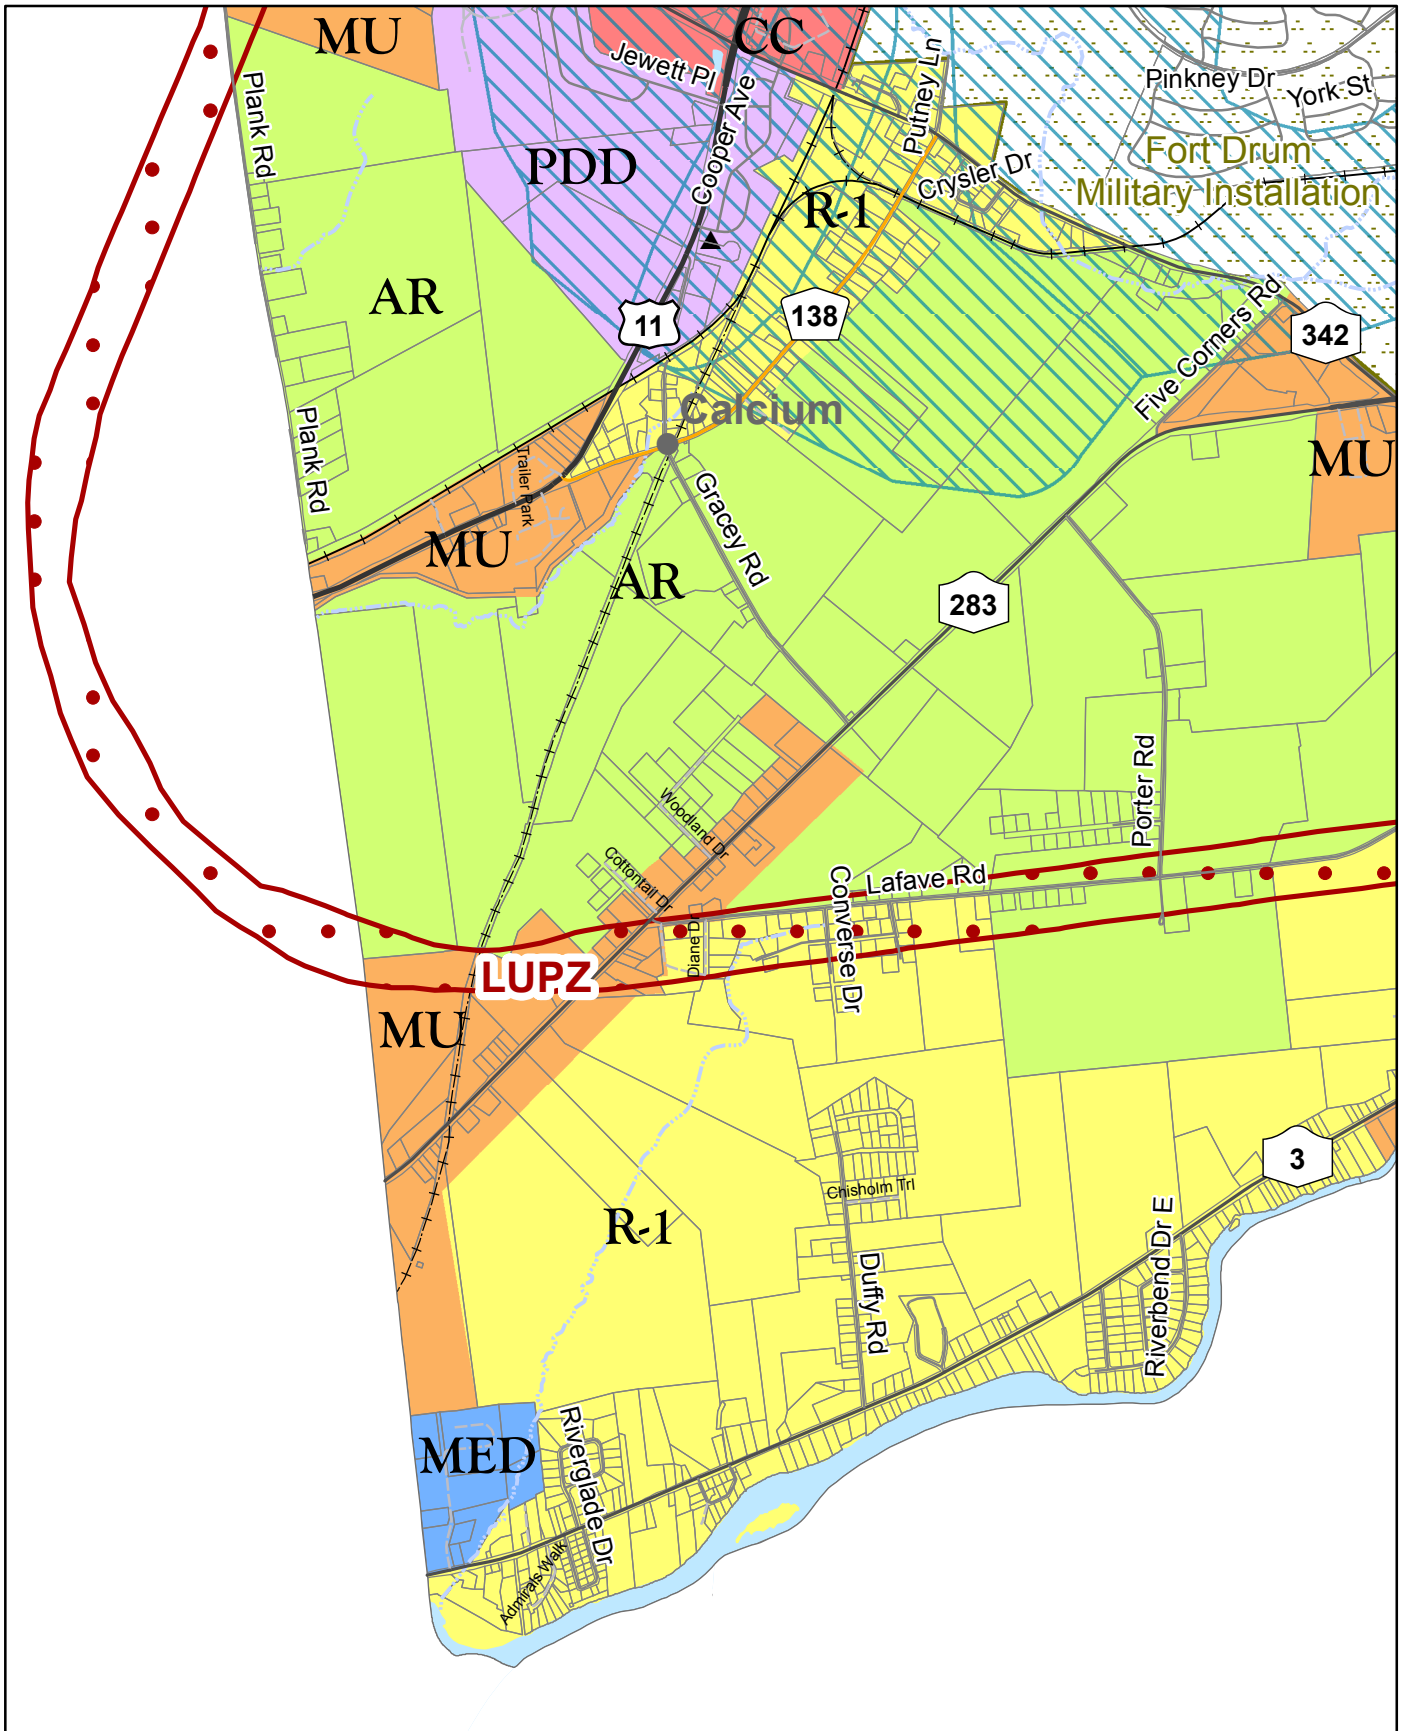 MU
CC
Jewett Pl
Plank Rd
Cooper Ave
Putney Ln
Pinkney Dr
York St
PDD
Fort Drum
Military Installation
Crysler Dr
R-1
AR
11
138
342
Five Corners Rd
Calcium
Plank Rd
Trailer Park
MU
MU
Gracey Rd
AR
283
Porter Rd
Woodland Dr
Cottontail Dr
Lafave Rd
Converse Dr
Diane Dr
LUPZ
MU
3
Chisholm Trl
R-1
Riverbend Dr E
Duffy Rd
MED
Riverglade Dr
Admirals Walk